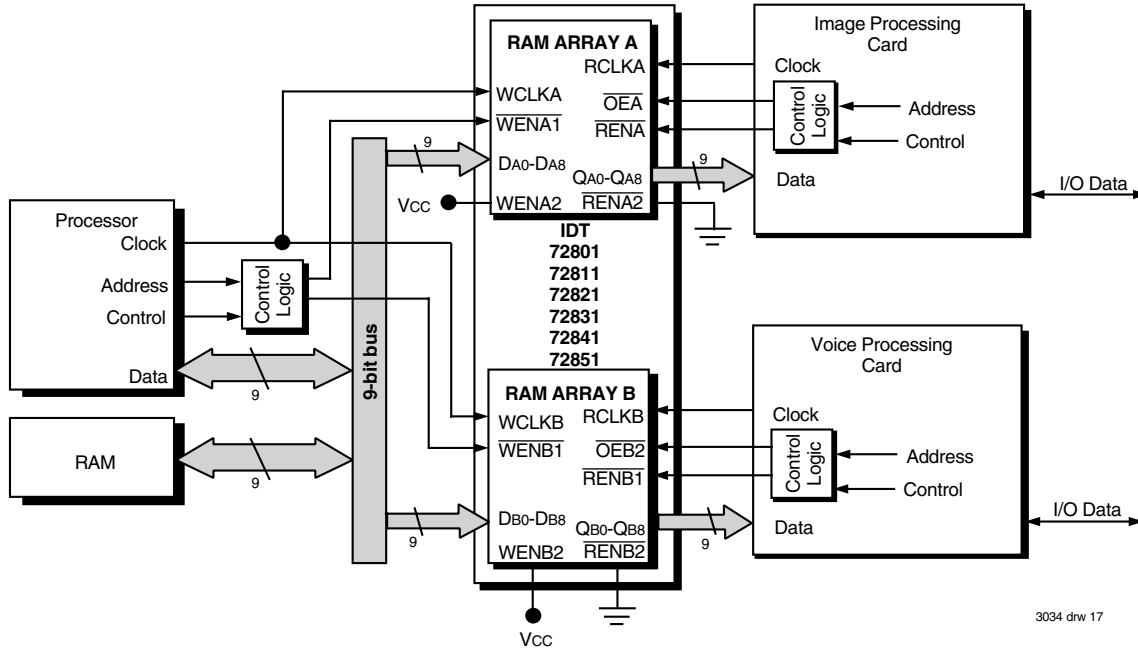 Processor
Clock
Address
Control
Data
9
RAM
9
Control
Logic
9-bit bus
9
9
VCC
RAM ARRAY A
RCLKA
WCLKA
OEA
WENA1
RENA
DA0-DA8
QA0-QA8
WENA2
RENA2
9
IDT
72801
72811
72821
72831
72841
72851
RAM ARRAY B
RCLKB
WCLKB
OEB2
WENB1
RENB1
DB0-DB8
QB0-QB8
WENB2
RENB2
9
VCC
Image Processing
Card
Clock
Control
Logic
Address
Control
Data
I/O Data
Voice Processing
Card
Clock
Control
Logic
Address
Control
Data
I/O Data
3034 drw 17